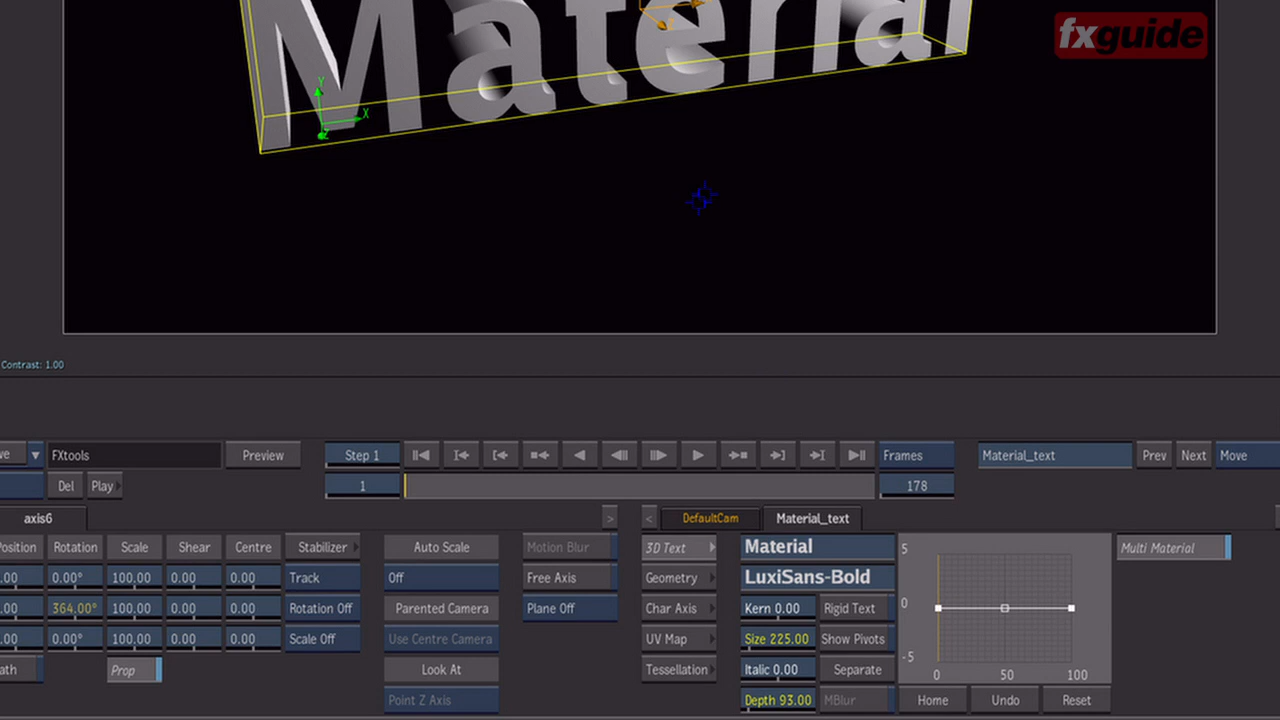 fxguide
Material
Y
X
Z
Contrast: 1.00
ve FXtools Preview Step 1 Frames Material_text Prev Next Move
Del Play 1 178
axis6 > < DefaultCam Material_text
Position Rotation Scale Shear Centre Stabilizer Auto Scale Motion Blur 3D Text Material 5 Multi Material
.00 0.00° 100.00 0.00 0.00 Track Off Free Axis Geometry LuxiSans-Bold
.00 364.00° 100.00 0.00 0.00 Rotation Off Parented Camera Plane Off Char Axis Kern 0.00 Rigid Text 0
.00 0.00° 100.00 0.00 0.00 Scale Off Use Centre Camera UV Map Size 225.00 Show Pivots -5
ath Prop Look At Tessellation Italic 0.00 Separate 0 50 100
Point Z Axis Depth 93.00 MBlur Home Undo Reset